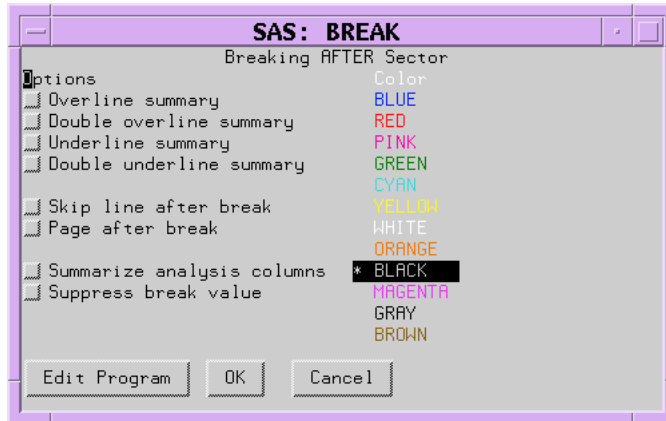 SAS: BREAK
Breaking AFTER Sector
Options Color
Overline summary BLUE
Double overline summary RED
Underline summary PINK
Double underline summary GREEN
CYAN
Skip line after break YELLOW
Page after break WHITE
ORANGE
Summarize analysis columns * BLACK
Suppress break value MAGENTA
GRAY
BROWN
Edit Program OK Cancel